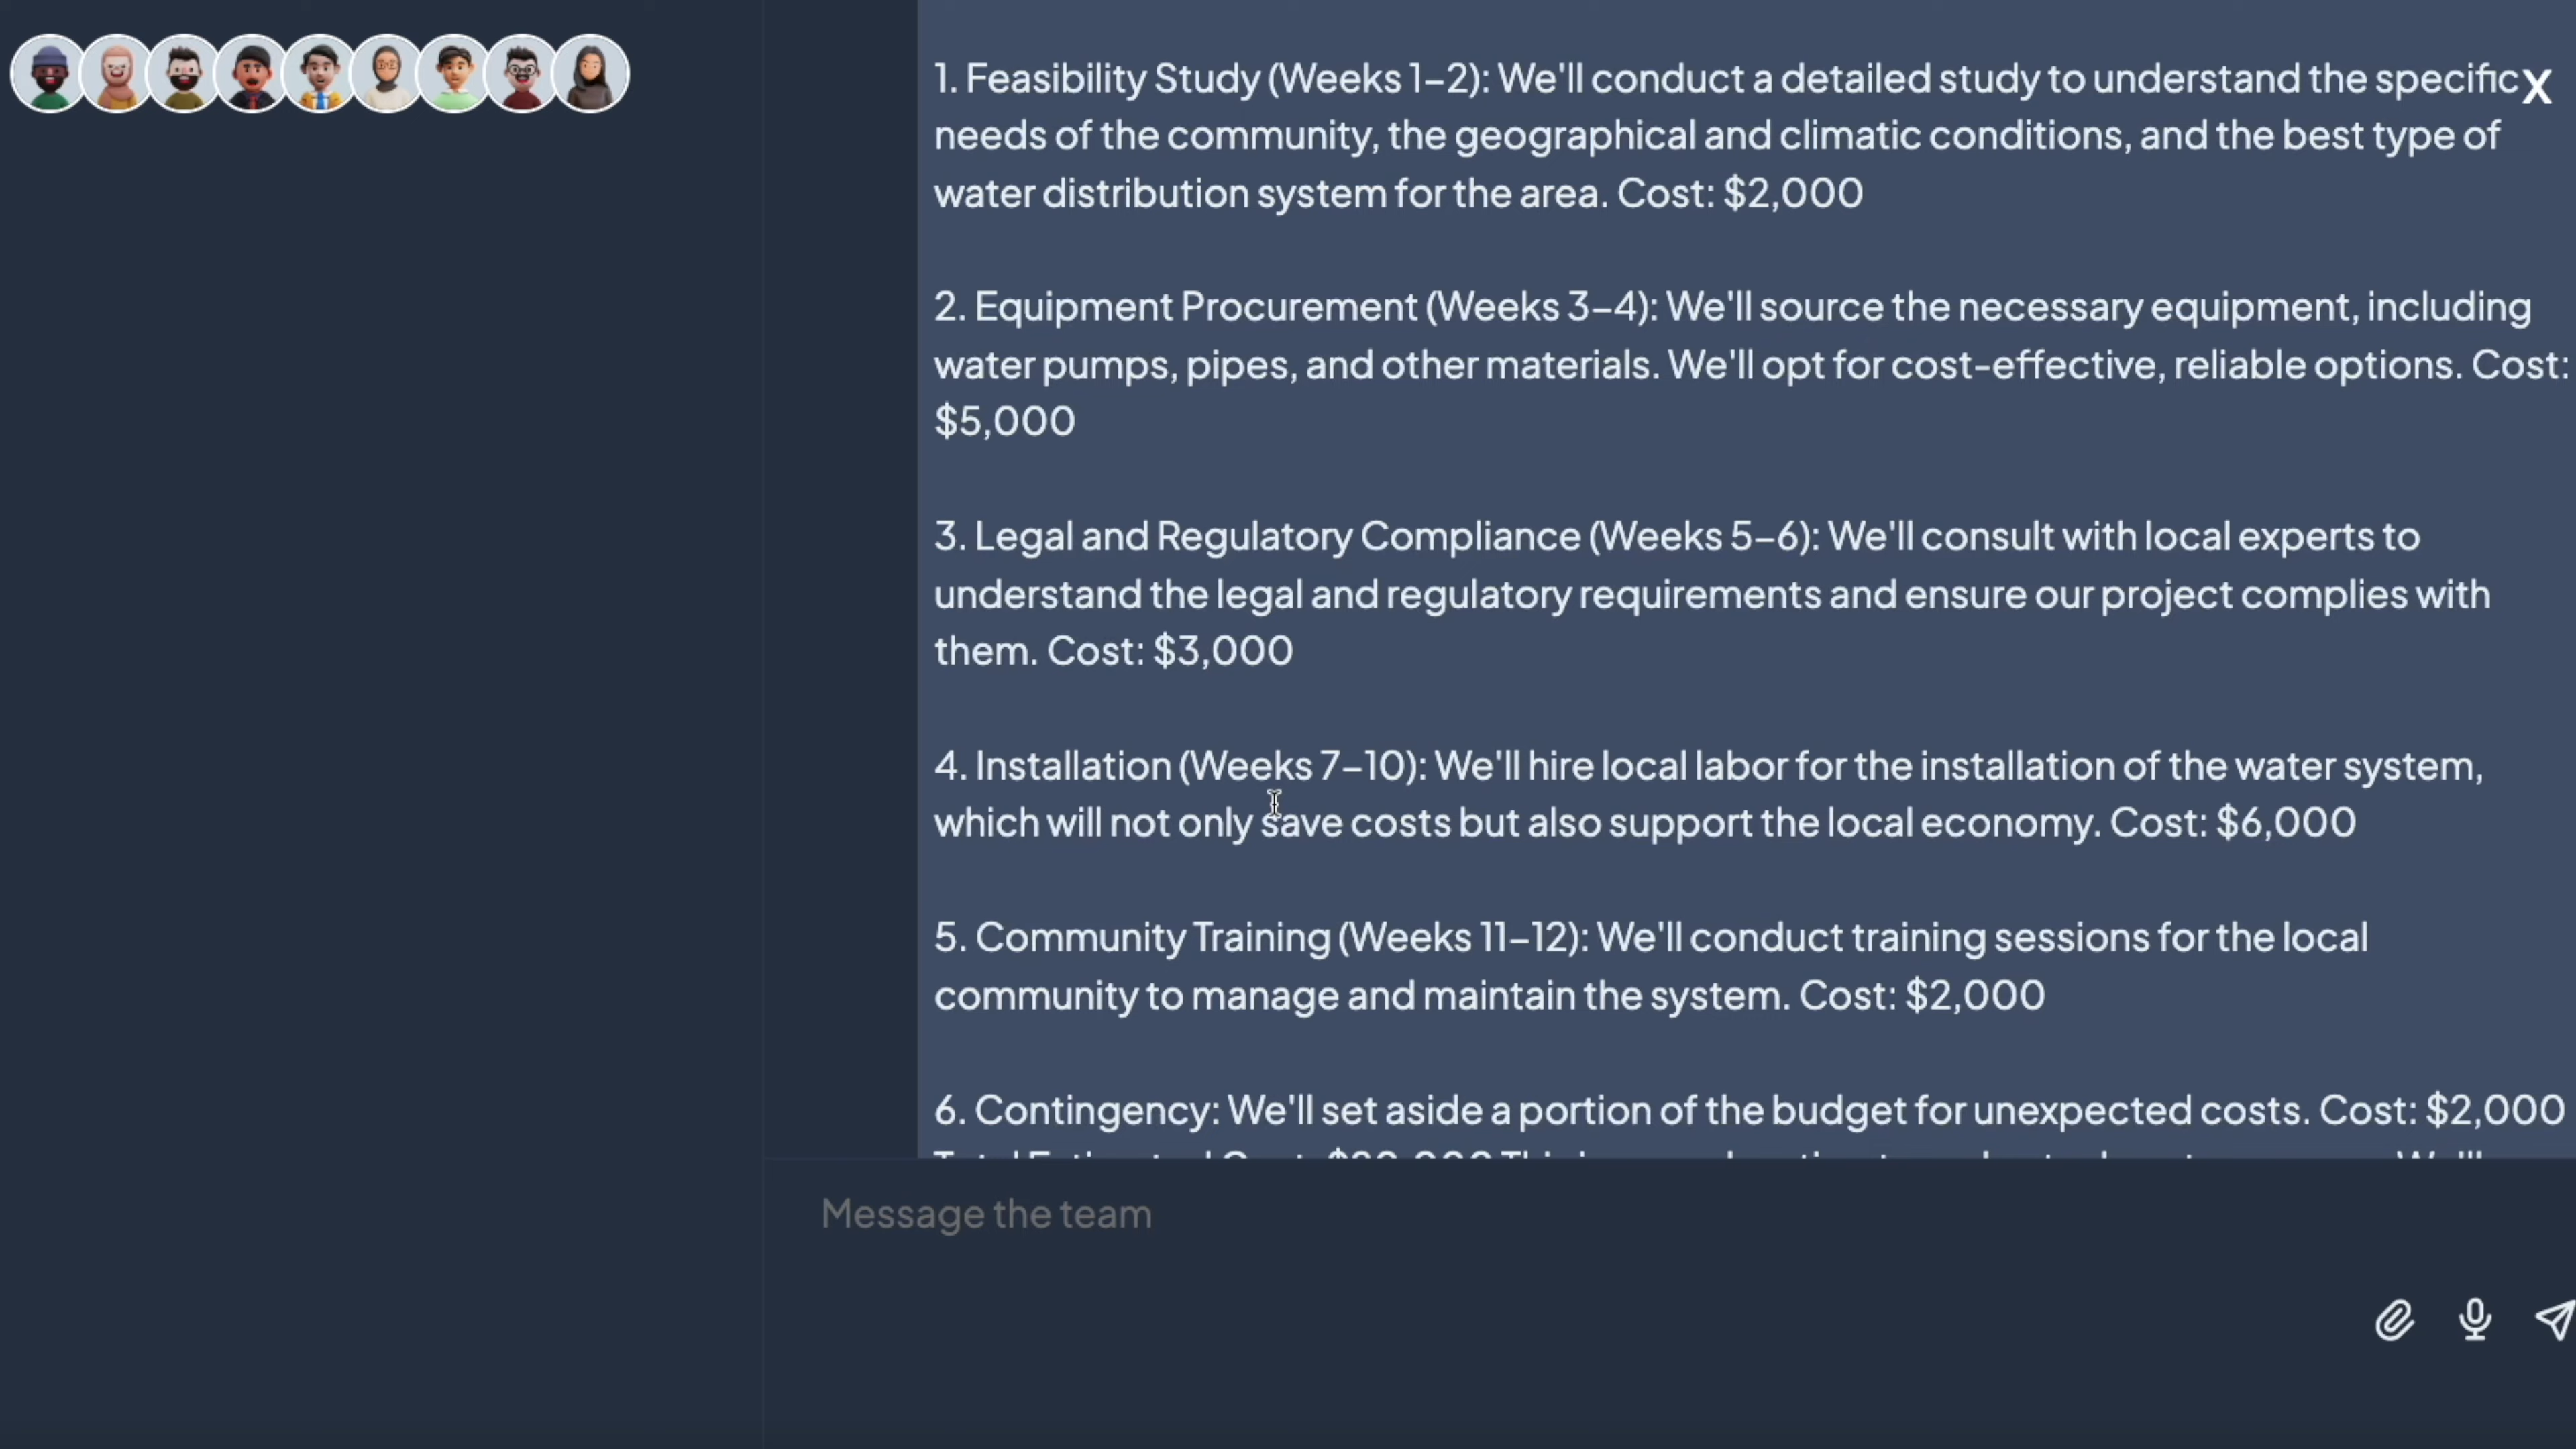 1. Feasibility Study (Weeks 1–2): We'll conduct a detailed study to understand the specific
X
needs of the community, the geographical and climatic conditions, and the best type of
water distribution system for the area. Cost: $2,000
2. Equipment Procurement (Weeks 3–4): We'll source the necessary equipment, including
water pumps, pipes, and other materials. We'll opt for cost-effective, reliable options. Cost:
$5,000
3. Legal and Regulatory Compliance (Weeks 5–6): We'll consult with local experts to
understand the legal and regulatory requirements and ensure our project complies with
them. Cost: $3,000
4. Installation (Weeks 7–10): We'll hire local labor for the installation of the water system,
which will not only save costs but also support the local economy. Cost: $6,000
5. Community Training (Weeks 11–12): We'll conduct training sessions for the local
community to manage and maintain the system. Cost: $2,000
6. Contingency: We'll set aside a portion of the budget for unexpected costs. Cost: $2,000
Total Estimated Cost: $20,000 This is We'll
Message the team